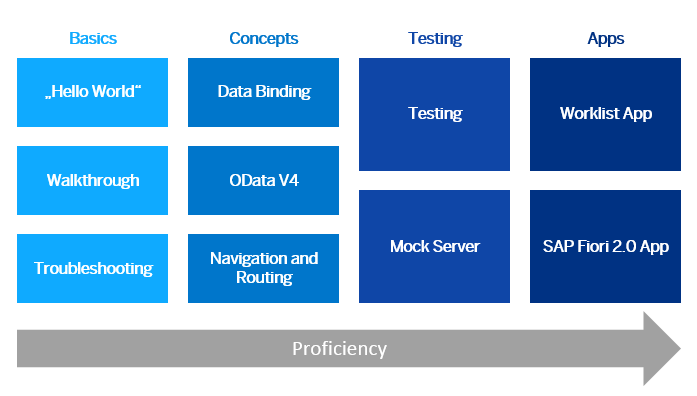 Basics
Concepts
Testing
Apps
„Hello World“
Data Binding
Testing
Worklist App
Walkthrough
OData V4
Mock Server
SAP Fiori 2.0 App
Troubleshooting
Navigation and
Routing
Proficiency